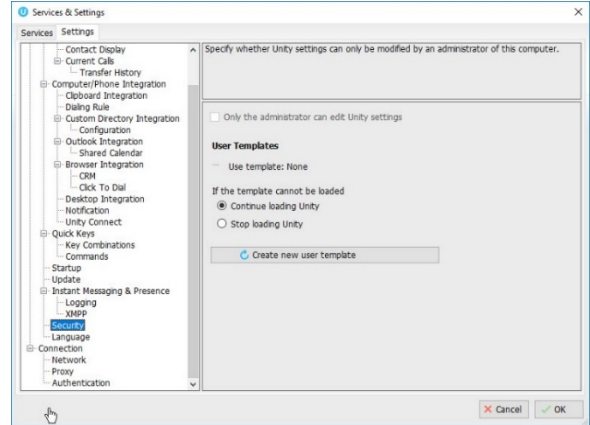 Services & Settings
Services Settings
Contact Display
Current Calls
Transfer History
Computer/Phone Integration
Clipboard Integration
Dialing Rule
Custom Directory Integration
Configuration
Outlook Integration
Shared Calendar
Browser Integration
CRM
Click To Dial
Desktop Integration
Notification
Unity Connect
Quick Keys
Key Combinations
Commands
Startup
Update
Instant Messaging & Presence
Logging
XMPP
Security
Language
Connection
Network
Proxy
Authentication
Specify whether Unity settings can only be modified by an administrator of this computer.
Only the administrator can edit Unity settings
User Templates
Use template: None
If the template cannot be loaded
Continue loading Unity
Stop loading Unity
Create new user template
Cancel OK